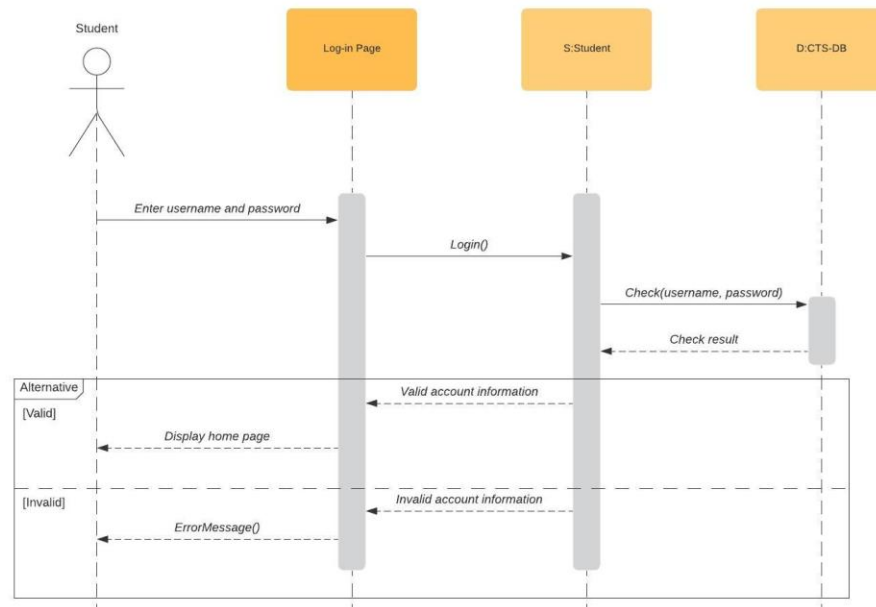 Student
Log-in Page
S:Student
D:CTS-DB
Enter username and password
Login()
Check(username, password)
Check result
Alternative
Valid account information
[Valid]
Display home page
Invalid account information
[Invalid]
ErrorMessage()